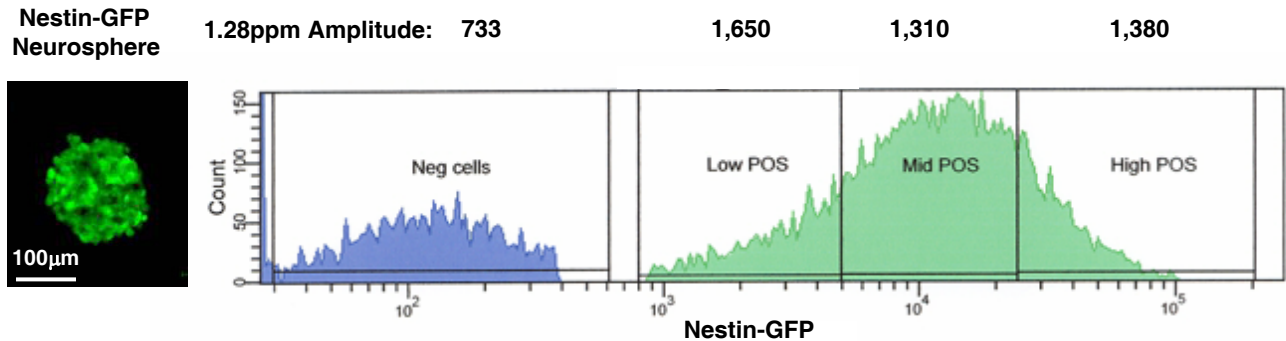 Nestin-GFP
Neurosphere
1.28ppm Amplitude: 733 1,650 1,310 1,380
100μm
Count
150
100
50
0
Neg cells
Low POS
Mid POS
High POS
10²
10³
10⁴
10⁵
Nestin-GFP